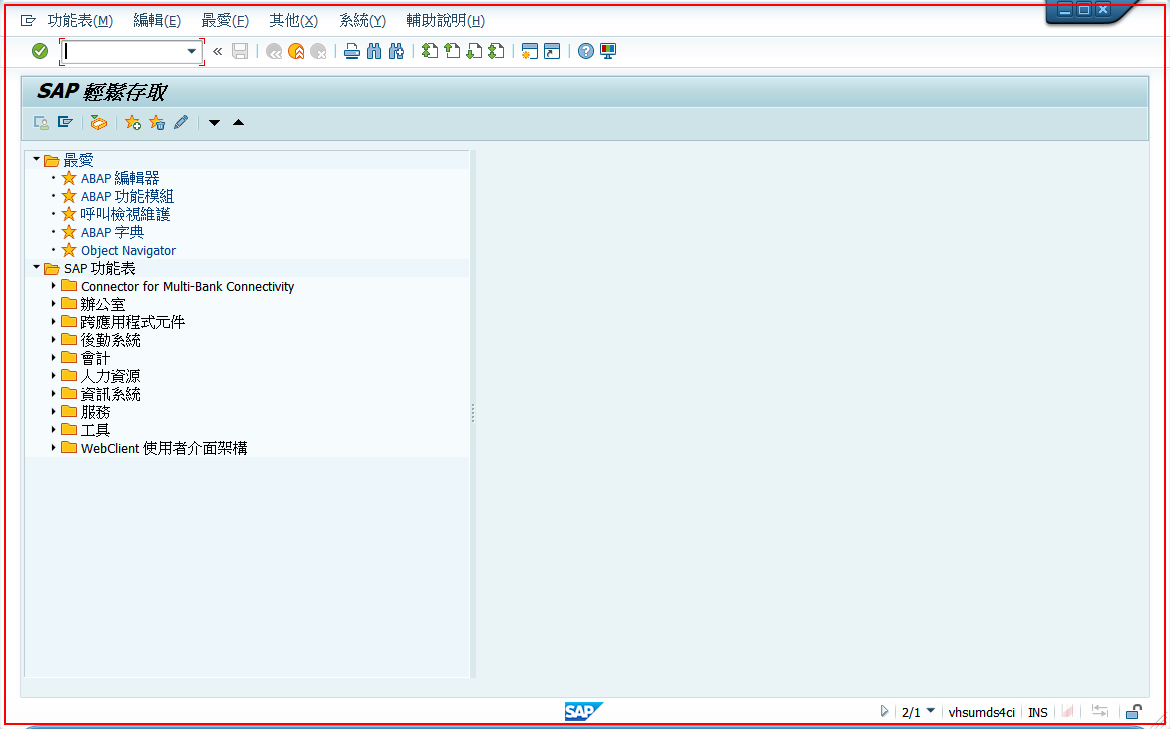 功能表(M) 編輯(E) 最愛(F) 其他(X) 系統(Y) 輔助說明(H)
SAP 輕鬆存取
最愛
ABAP 編輯器
ABAP 功能模組
呼叫檢視維護
ABAP 字典
Object Navigator
SAP 功能表
Connector for Multi-Bank Connectivity
辦公室
跨應用程式元件
後勤系統
會計
人力資源
資訊系統
服務
工具
WebClient 使用者介面架構
SAP 2/1 vhsumds4ci INS